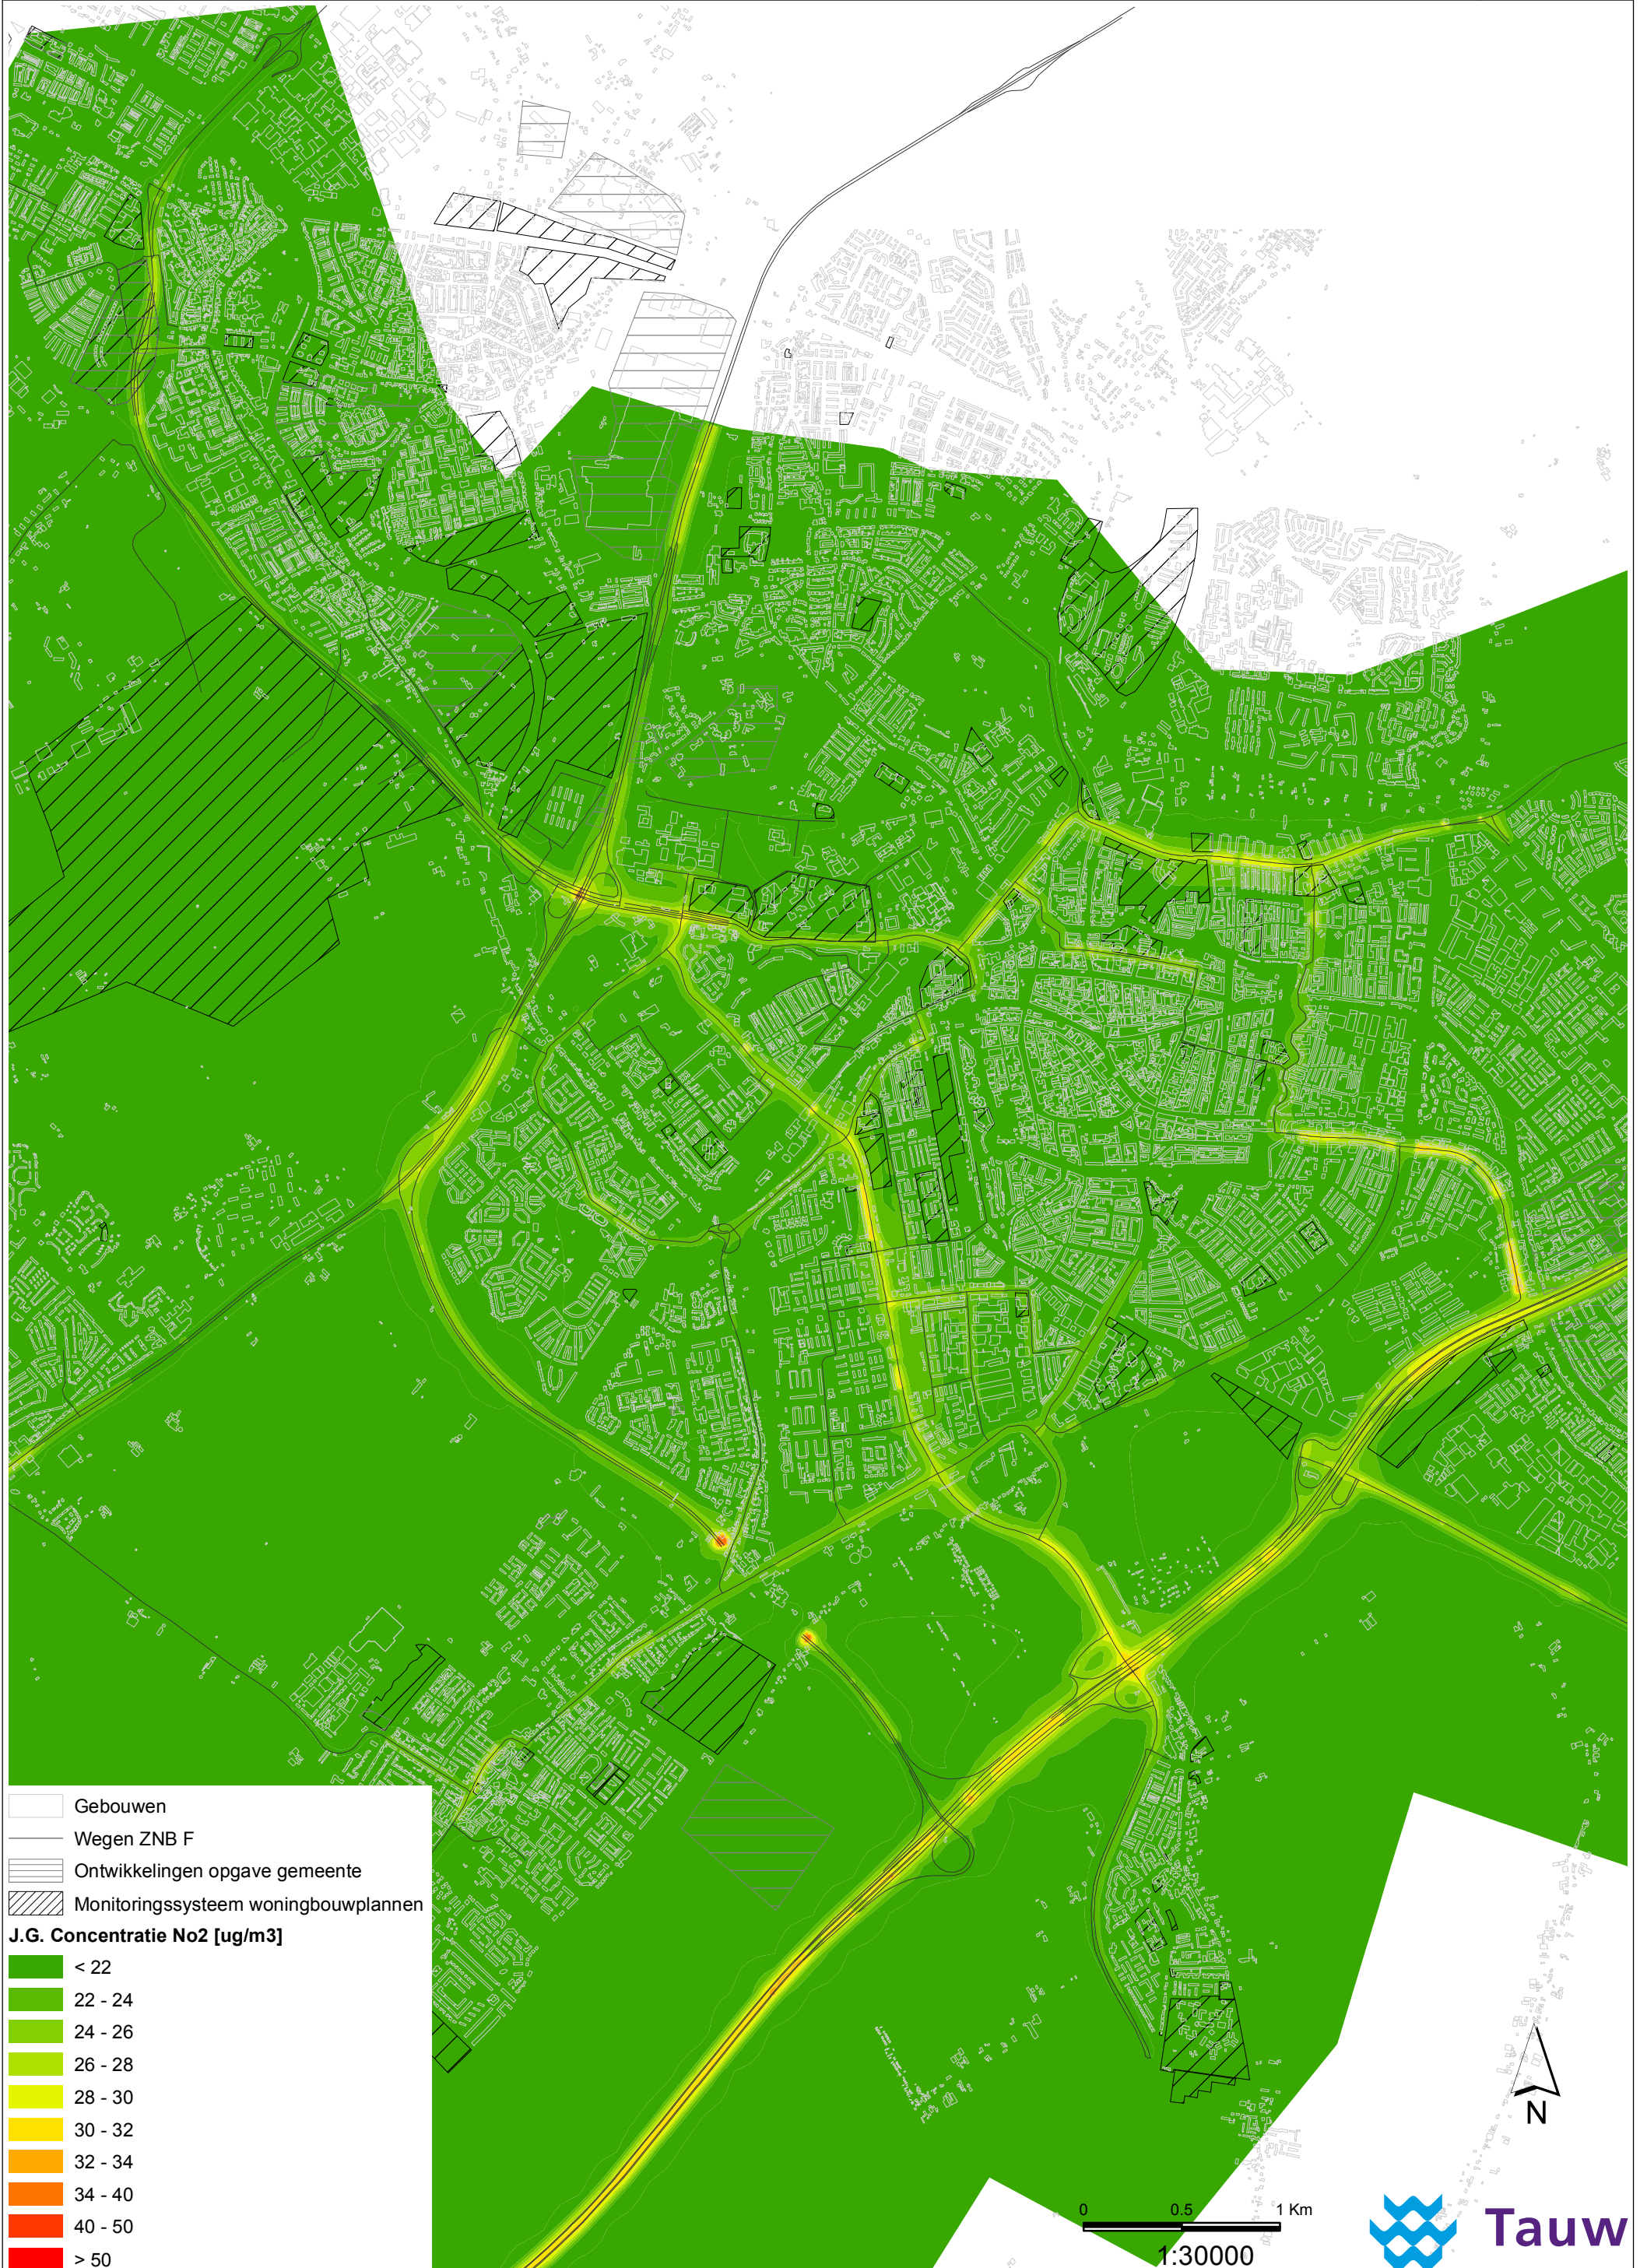 Gebouwen
Wegen ZNB F
Ontwikkelingen opgave gemeente
Monitoringssysteem woningbouwplannen
J.G. Concentratie No2 [ug/m3]
< 22
22 - 24
24 - 26
26 - 28
28 - 30
30 - 32
32 - 34
34 - 40
40 - 50
> 50
N
0 0.5 1 Km
1:30000
Tauw